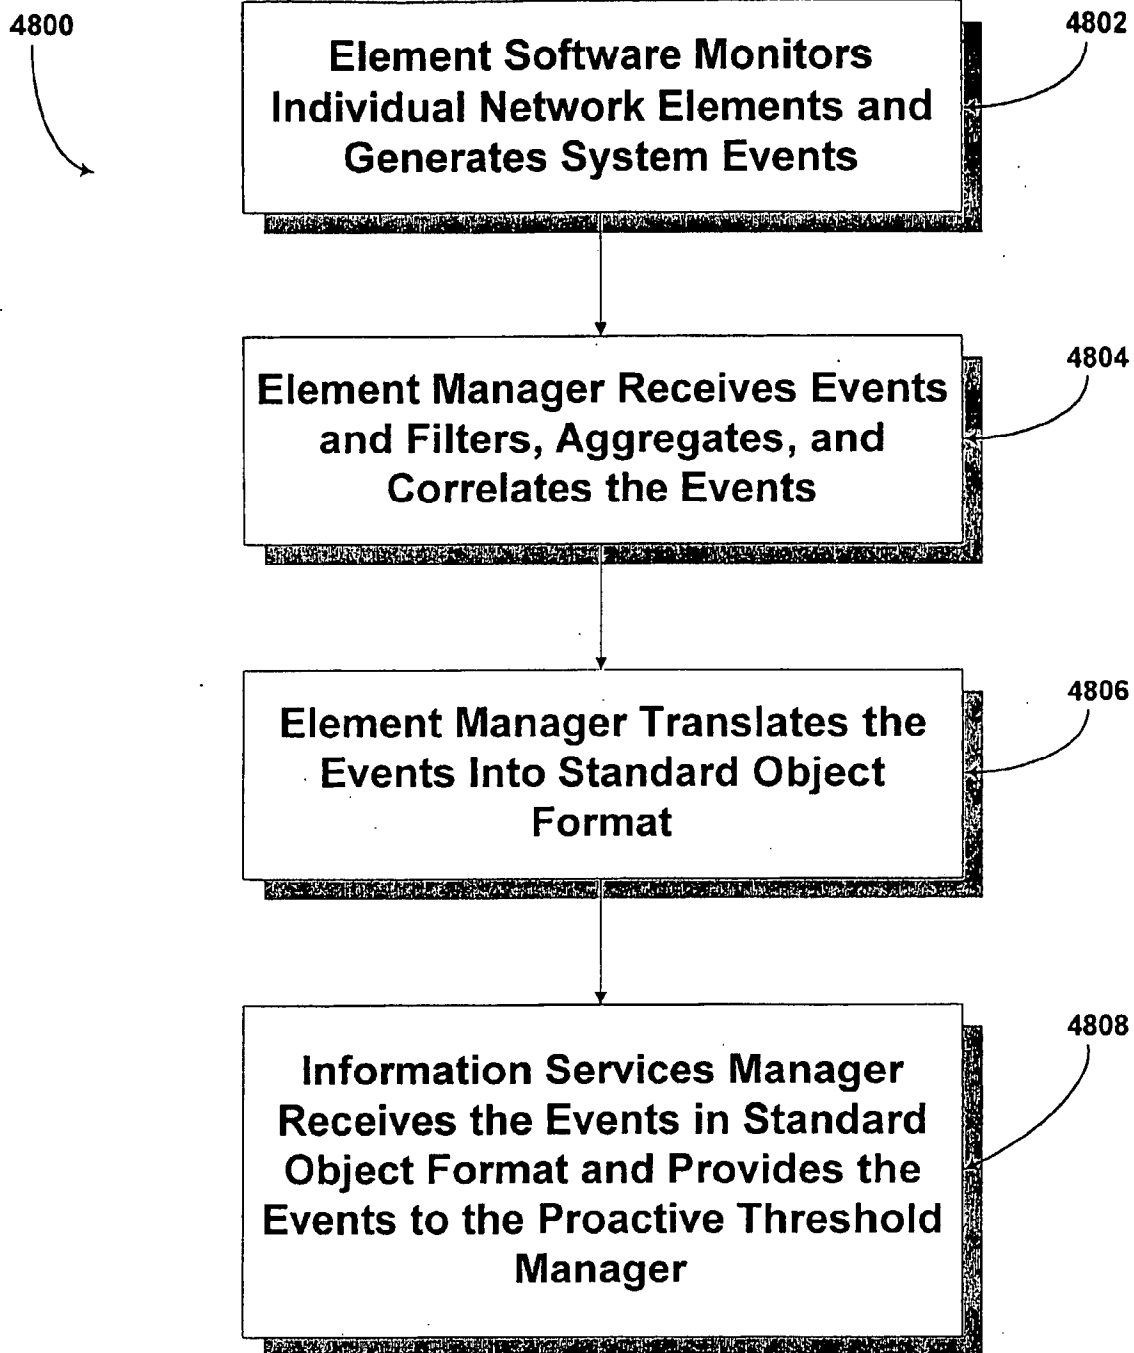 4800
4802
Element Software Monitors
Individual Network Elements and
Generates System Events
4804
Element Manager Receives Events
and Filters, Aggregates, and
Correlates the Events
4806
Element Manager Translates the
Events Into Standard Object
Format
4808
Information Services Manager
Receives the Events in Standard
Object Format and Provides the
Events to the Proactive Threshold
Manager